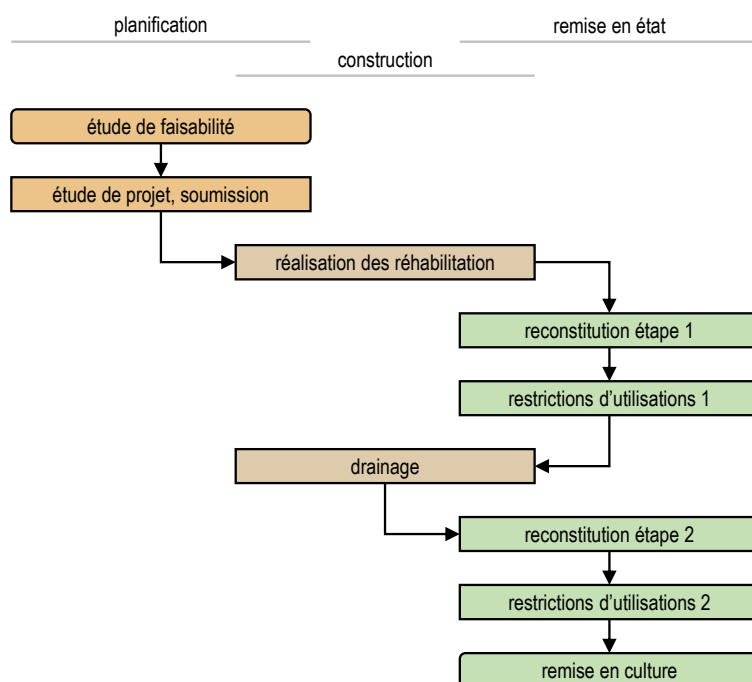 planification
remise en état
construction
étude de faisabilité
étude de projet, soumission
réalisation des réhabilitation
reconstitution étape 1
restrictions d’utilisations 1
drainage
reconstitution étape 2
restrictions d’utilisations 2
remise en culture